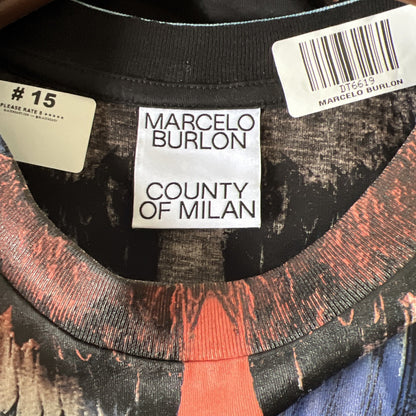 # 15
PLEASE RATE 5 ★★★★★
MARCELO
BURLON
COUNTY
OF MILAN
DT6619
MARCELO BURLON